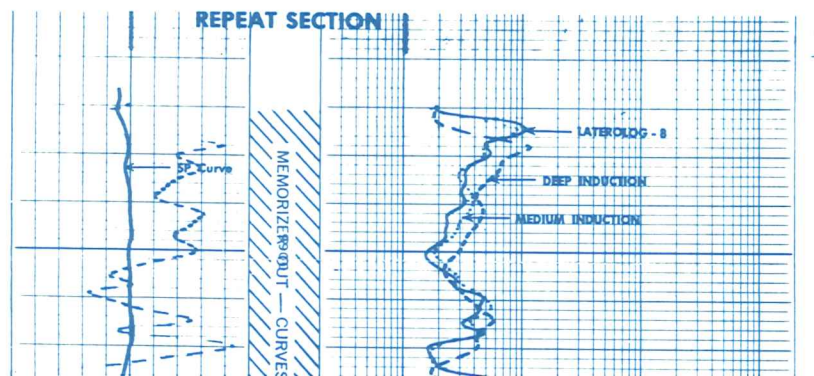 REPEAT SECTION
LATEROLOG - 8
SP Curve
DEEP INDUCTION
MEDIUM INDUCTION
MEMORIZER OUT — CURVES